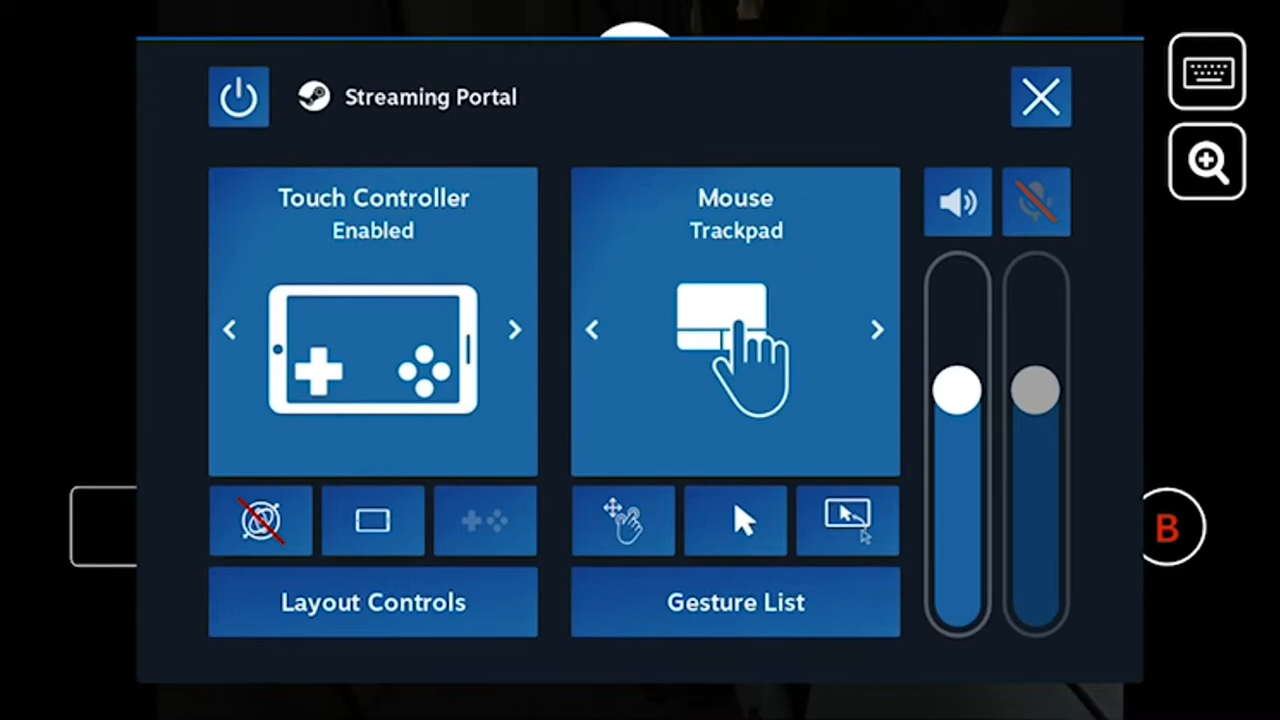 Streaming Portal
Touch Controller
Enabled
Mouse
Trackpad
B
Layout Controls
Gesture List